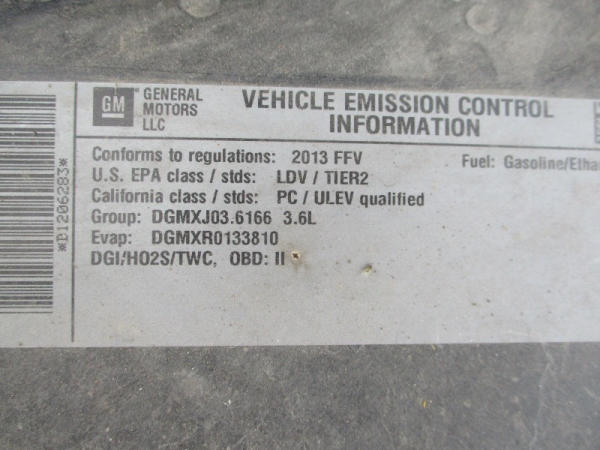 GM
GENERAL
MOTORS
LLC
VEHICLE EMISSION CONTROL
INFORMATION
Conforms to regulations: 2013 FFV
Fuel: Gasoline/Etha
U.S. EPA class / stds: LDV / TIER2
California class / stds: PC / ULEV qualified
Group: DGMXJ03.6166 3.6L
Evap: DGMXR0133810
DGI/HO2S/TWC, OBD: II
*D1206283*